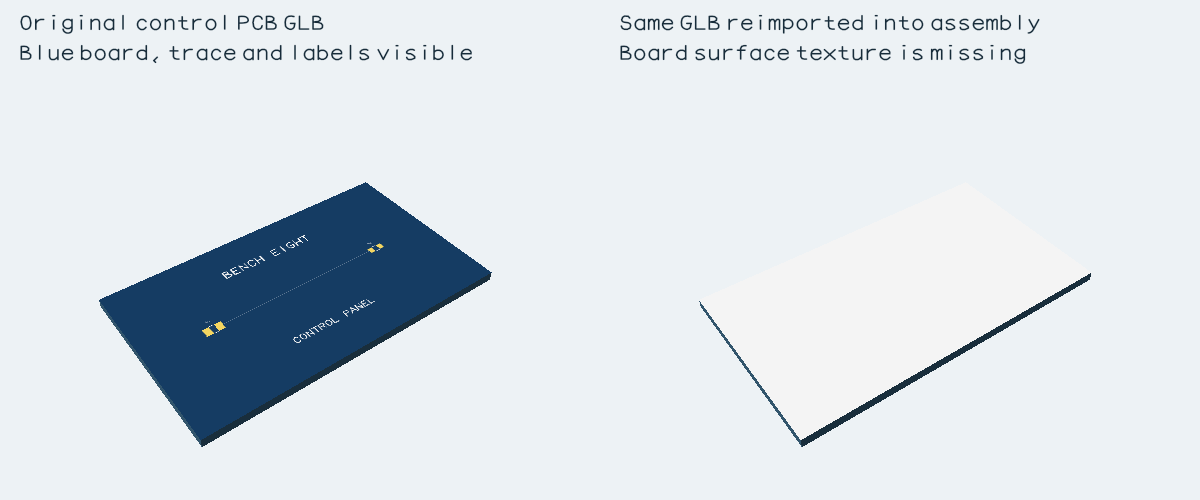 Original control PCB GLB
Blue board, trace and labels visible
Same GLB reimported into assembly
Board surface texture is missing
BENCH EIGHT
CONTROL PANEL